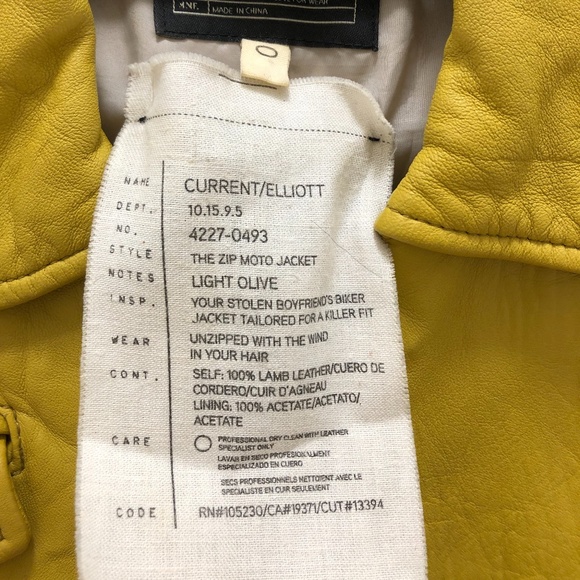 FOR WEAR
MNF. MADE IN CHINA
0
NAME CURRENT/ELLIOTT
DEPT. 10.15.9.5
NO. 4227-0493
STYLE THE ZIP MOTO JACKET
NOTES LIGHT OLIVE
INSP. YOUR STOLEN BOYFRIEND'S BIKER
JACKET TAILORED FOR A KILLER FIT
WEAR UNZIPPED WITH THE WIND
IN YOUR HAIR
CONT. SELF: 100% LAMB LEATHER/CUERO DE
CORDERO/CUIR D'AGNEAU
LINING: 100% ACETATE/ACETATO/
ACETATE
CARE PROFESSIONAL DRY CLEAN WITH LEATHER
SPECIALIST ONLY
LAVAR EN SECO PROFESIONALMENT
ESPECIALIZADO EN CUERO
SECS PROFESSIONNELS NETTOIENT AVEC LE
SPECIALISTE EN CUIR SEULEMENT
CODE RN#105230/CA#19371/CUT#13394